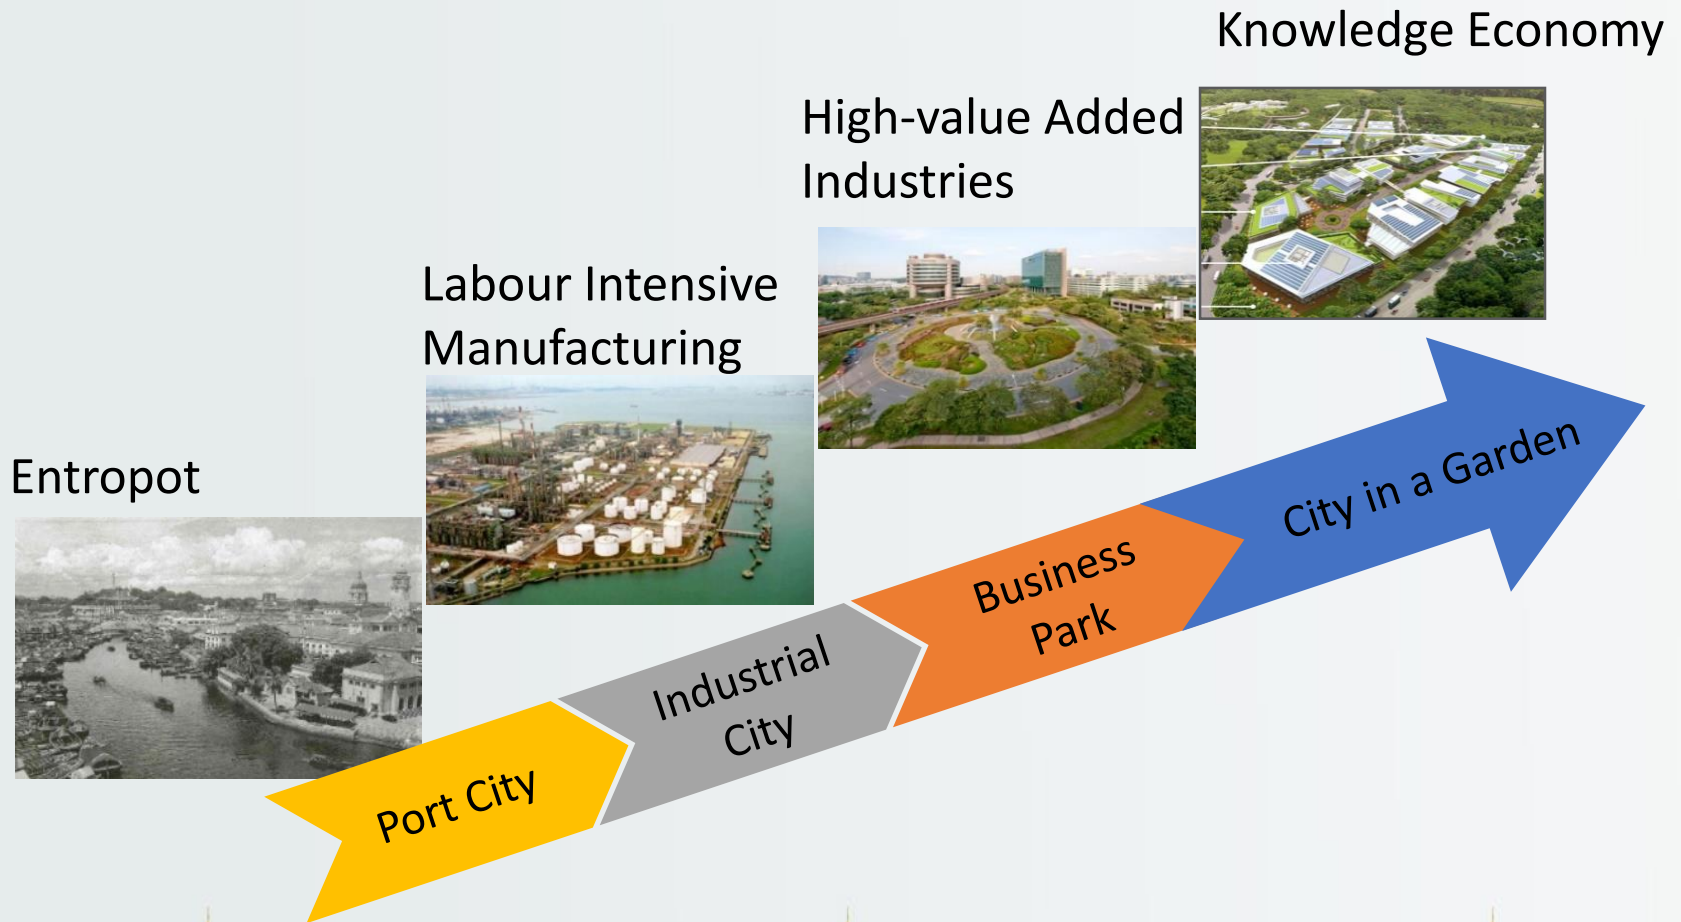 Knowledge Economy
High-value Added
Industries
Labour Intensive
Manufacturing
Entropot
City in a Garden
Business
Park
Industrial
City
Port City